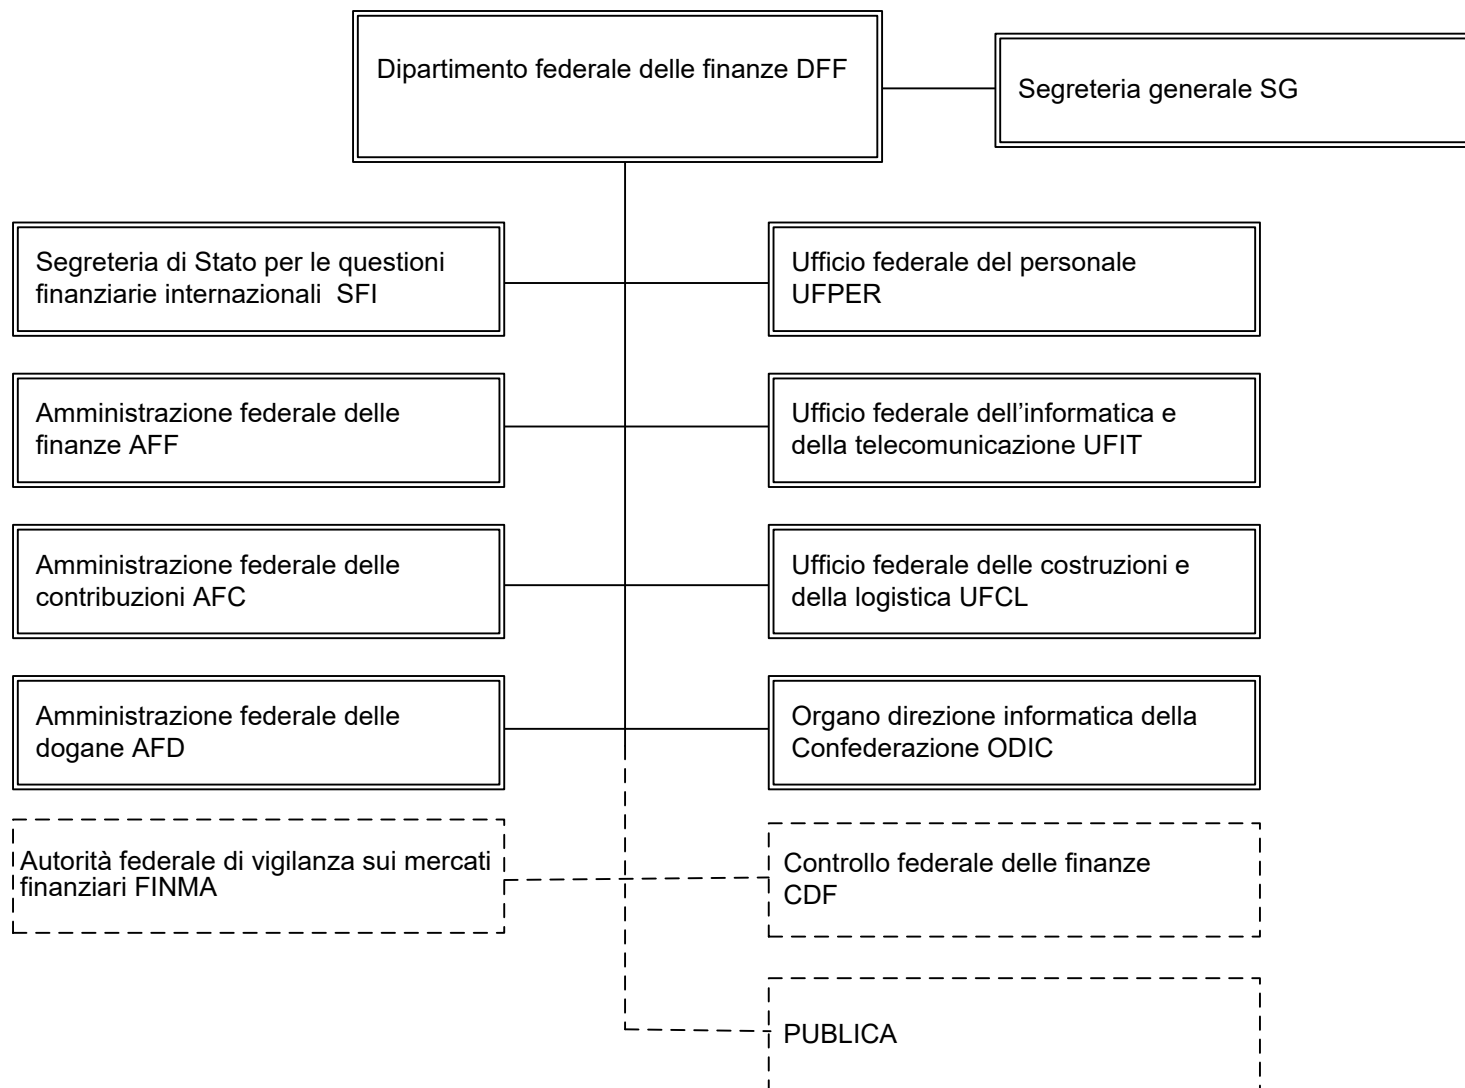 Dipartimento federale delle finanze DFF
Segreteria generale SG
Segreteria di Stato per le questioni
finanziarie internazionali  SFI
Ufficio federale del personale
UFPER
Amministrazione federale delle
finanze AFF
Ufficio federale dell’informatica e
della telecomunicazione UFIT
Amministrazione federale delle
contribuzioni AFC
Ufficio federale delle costruzioni e
della logistica UFCL
Amministrazione federale delle
dogane AFD
Organo direzione informatica della
Confederazione ODIC
Autorità federale di vigilanza sui mercati
finanziari FINMA
Controllo federale delle finanze
CDF
PUBLICA